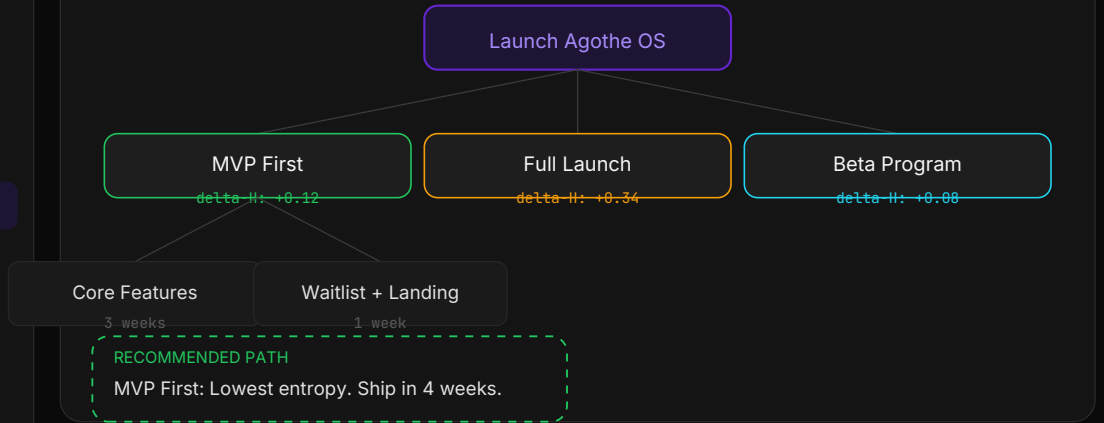 Launch Agothe OS
MVP First
Full Launch
Beta Program
delta-H: +0.12
delta-H: +0.34
delta-H: +0.08
Core Features
Waitlist + Landing
3 weeks
1 week
RECOMMENDED PATH
MVP First: Lowest entropy. Ship in 4 weeks.